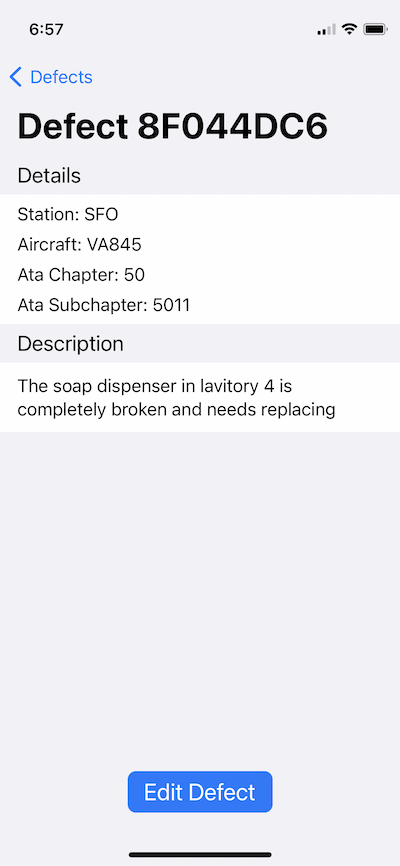 6:57
Defects
Defect 8F044DC6
Details
Station: SFO
Aircraft: VA845
Ata Chapter: 50
Ata Subchapter: 5011
Description
The soap dispenser in lavitory 4 is
completely broken and needs replacing
Edit Defect